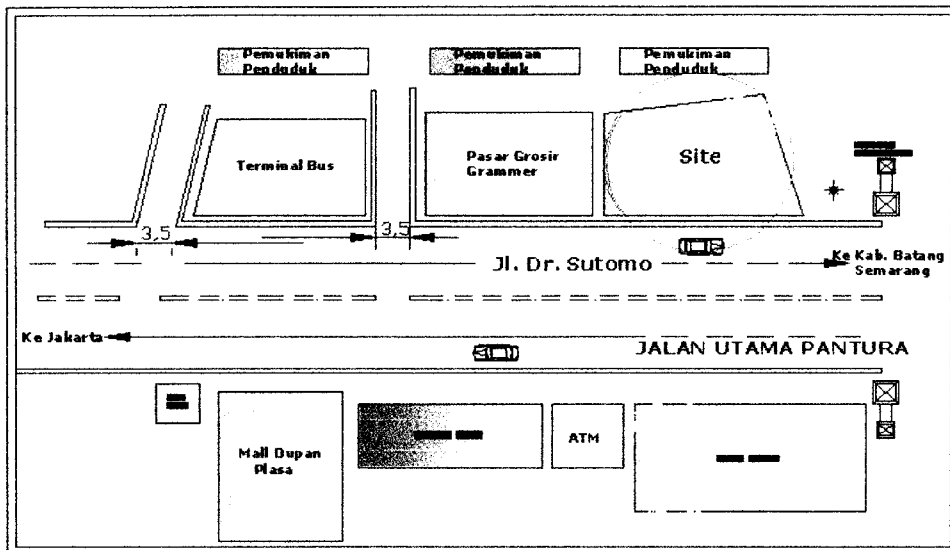 Pemukiman
Penduduk
Pemukiman
Penduduk
Pemukiman
Penduduk
Terminal Bus
Pasar Grosir
Grammer
Site
3,5
3,5
Jl. Dr. Sutomo
Ke Kab. Batang
Semarang
Ke Jakarta
JALAN UTAMA PANTURA
Mall Dupan
Plasa
ATM